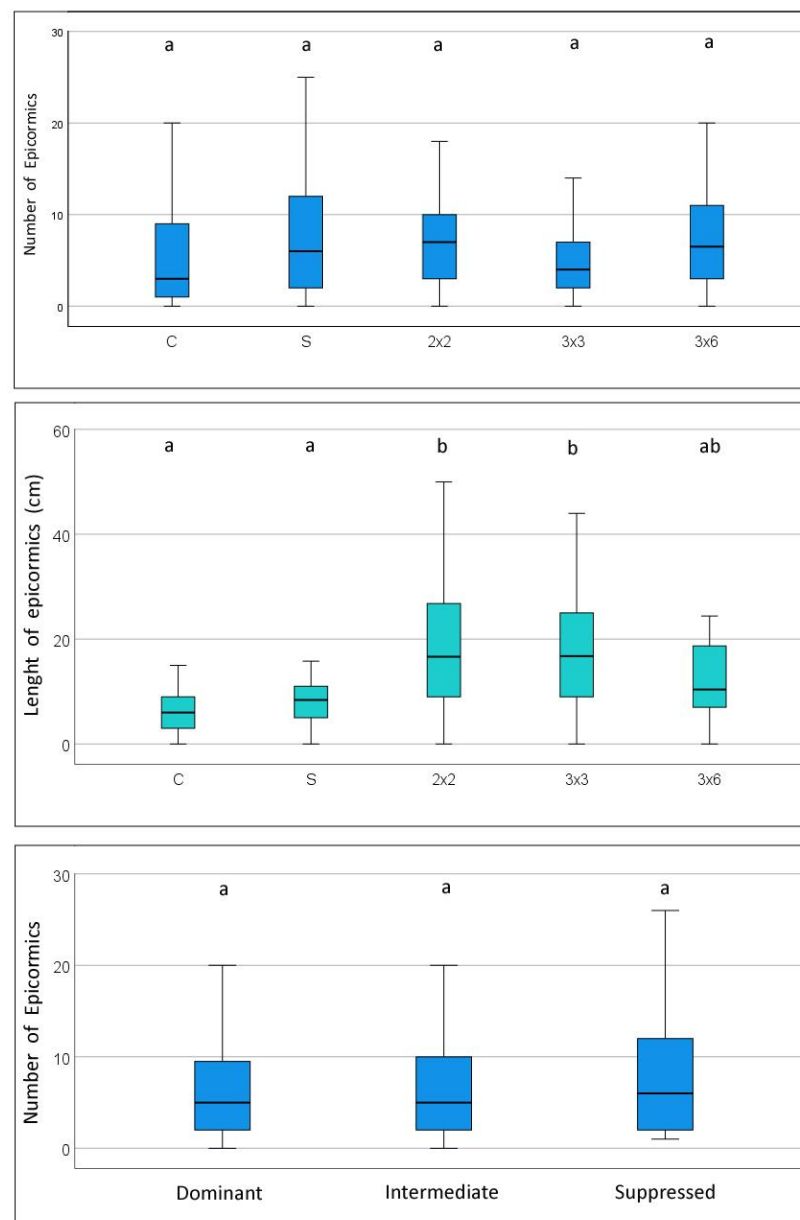 30
a a a a a
Number of Epicormics
20
10
0
C S 2x2 3x3 3x6
60
a a b b ab
Lenght of epicormics (cm)
40
20
0
C S 2x2 3x3 3x6
30
a a a
Number of Epicormics
20
10
0
Dominant Intermediate Suppressed